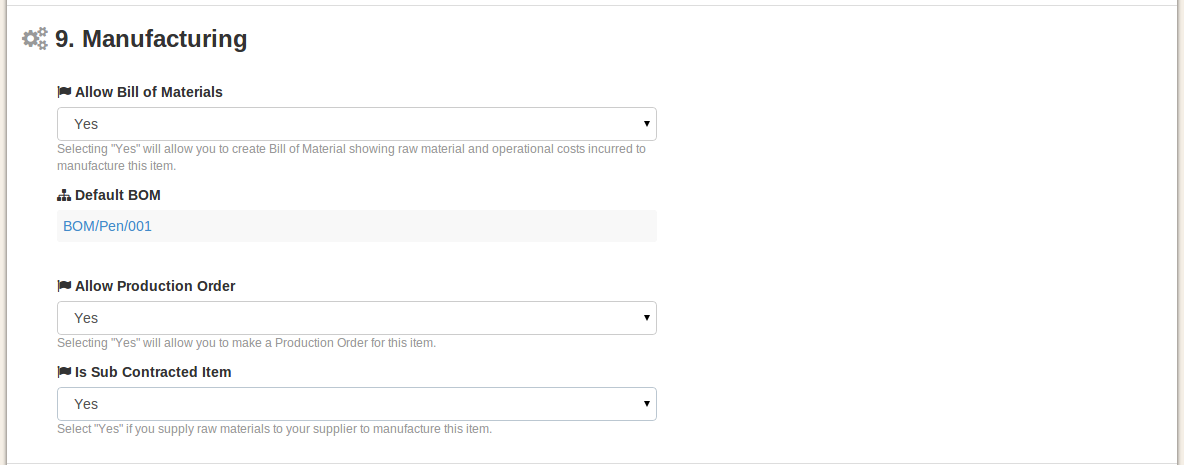 9. Manufacturing
Allow Bill of Materials
Yes
Selecting "Yes" will allow you to create Bill of Material showing raw material and operational costs incurred to
manufacture this item.
Default BOM
BOM/Pen/001
Allow Production Order
Yes
Selecting "Yes" will allow you to make a Production Order for this item.
Is Sub Contracted Item
Yes
Select "Yes" if you supply raw materials to your supplier to manufacture this item.